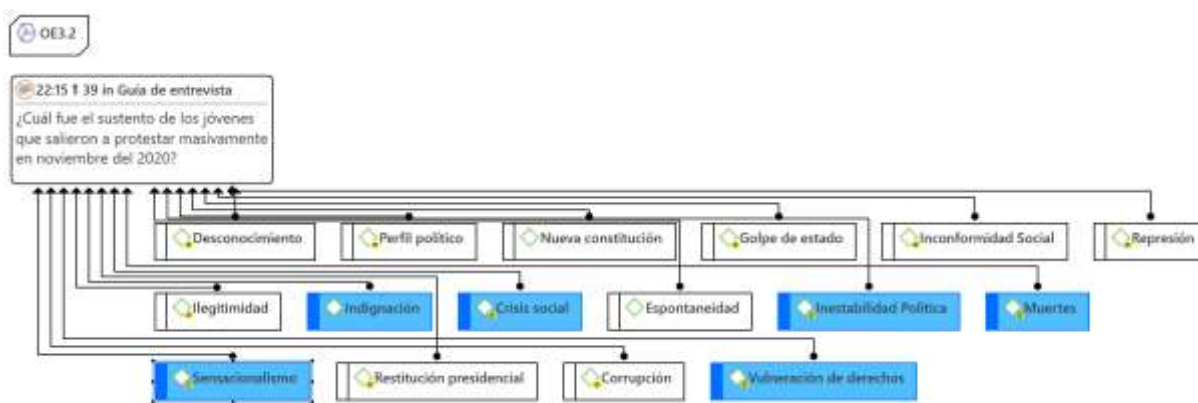 OE3.2
22:15 ¶ 39 in Guía de entrevista
¿Cuál fue el sustento de los jóvenes
que salieron a protestar masivamente
en noviembre del 2020?
Desconocimiento
Perfil político
Nueva constitución
Golpe de estado
Inconformidad Social
Represión
Ilegitimidad
Indignación
Crisis social
Espontaneidad
Inestabilidad Política
Muertes
Sensacionalismo
Restitución presidencial
Corrupción
Vulneración de derechos